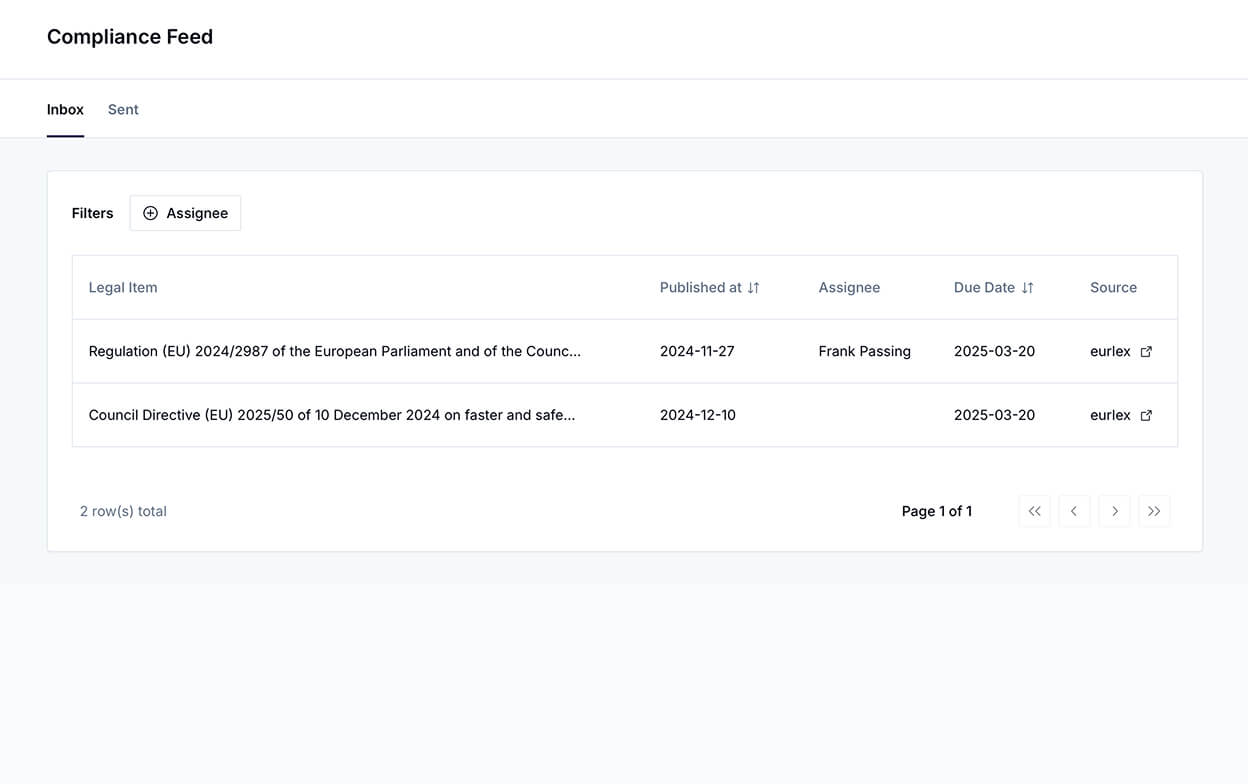 Compliance Feed
Inbox Sent
Filters Assignee
Legal Item Published at Assignee Due Date Source
Regulation (EU) 2024/2987 of the European Parliament and of the Counc... 2024-11-27 Frank Passing 2025-03-20 eurlex
Council Directive (EU) 2025/50 of 10 December 2024 on faster and safe... 2024-12-10 2025-03-20 eurlex
2 row(s) total Page 1 of 1